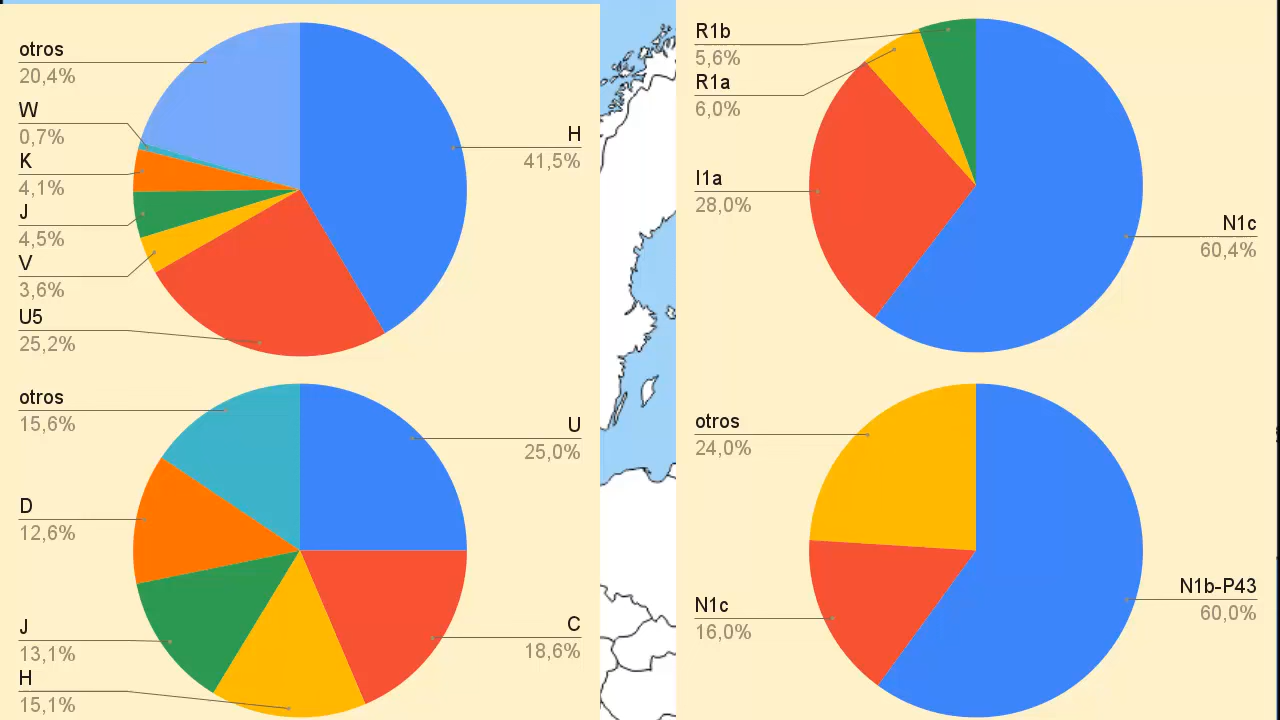 otros
20,4%
W
0,7%
K
4,1%
J
4,5%
V
3,6%
U5
25,2%
H
41,5%
R1b
5,6%
R1a
6,0%
I1a
28,0%
N1c
60,4%
otros
15,6%
D
12,6%
J
13,1%
H
15,1%
U
25,0%
C
18,6%
otros
24,0%
N1c
16,0%
N1b-P43
60,0%